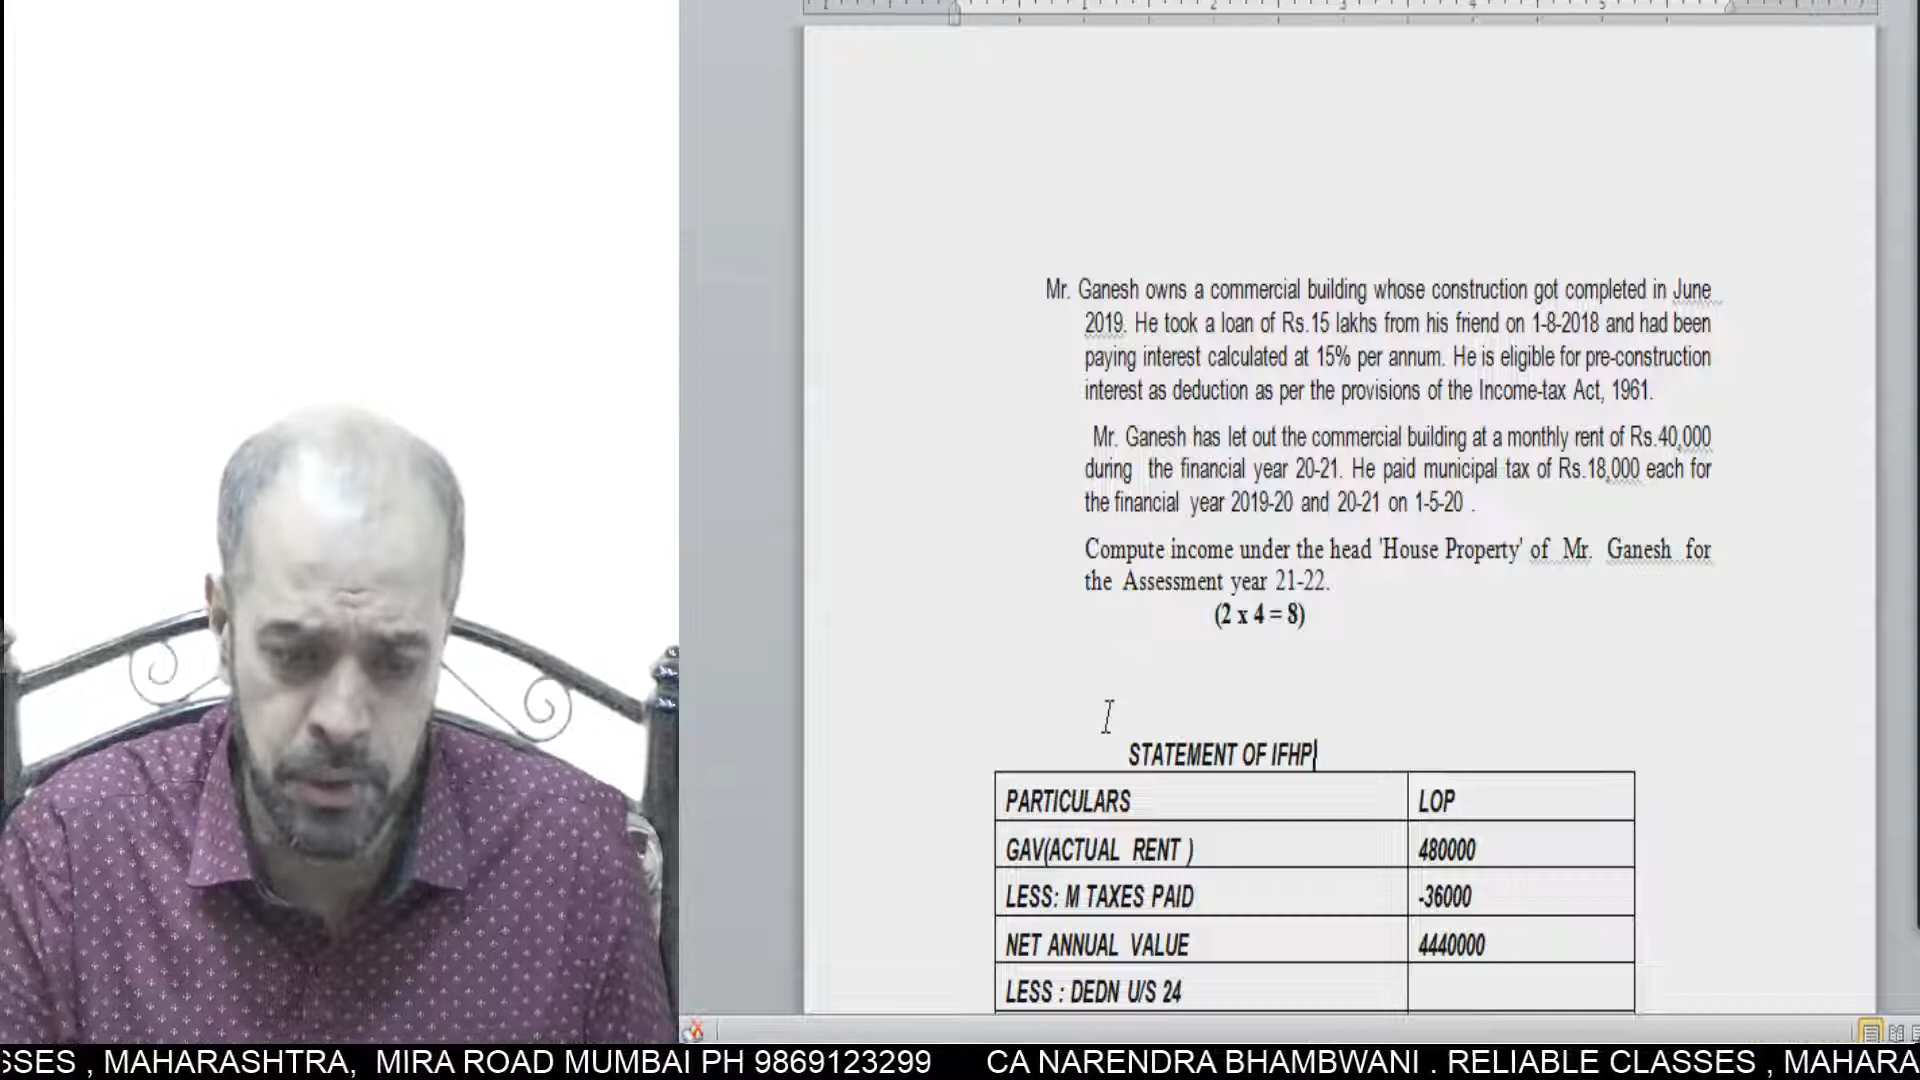 Mr. Ganesh owns a commercial building whose construction got completed in June
2019. He took a loan of Rs.15 lakhs from his friend on 1-8-2018 and had been
paying interest calculated at 15% per annum. He is eligible for pre-construction
interest as deduction as per the provisions of the Income-tax Act, 1961.
Mr. Ganesh has let out the commercial building at a monthly rent of Rs.40,000
during the financial year 20-21. He paid municipal tax of Rs.18,000 each for
the financial year 2019-20 and 20-21 on 1-5-20 .
Compute income under the head 'House Property' of Mr. Ganesh for
the Assessment year 21-22.
(2 x 4 = 8)
STATEMENT OF IFHP
PARTICULARS LOP
GAV(ACTUAL RENT ) 480000
LESS: M TAXES PAID -36000
NET ANNUAL VALUE 4440000
LESS : DEDN U/S 24
SSES , MAHARASHTRA, MIRA ROAD MUMBAI PH 9869123299 CA NARENDRA BHAMBWANI . RELIABLE CLASSES , MAHARA